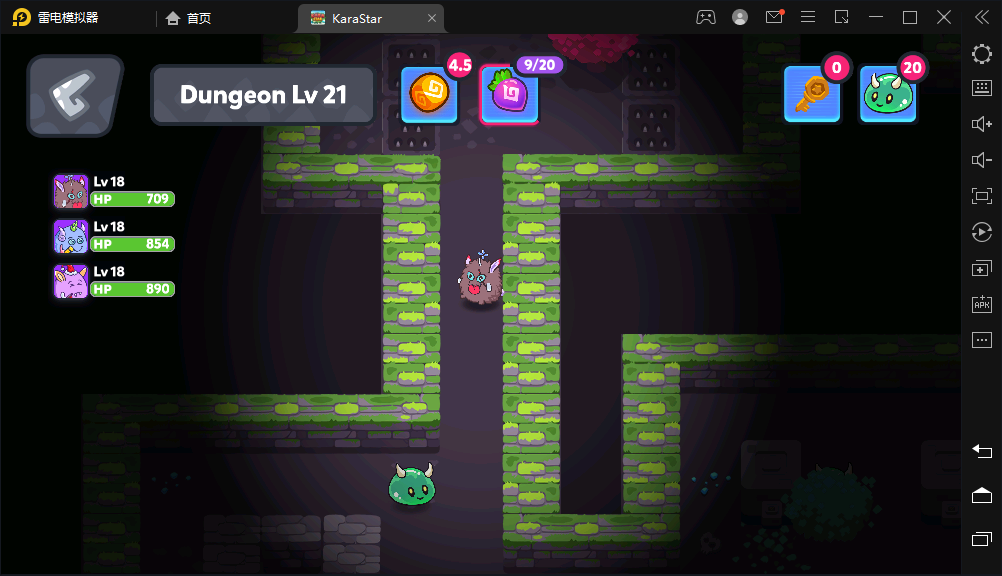 雷电模拟器
首页
KaraStar
Dungeon Lv 21
4.5
9/20
0
20
Lv 18
HP 709
Lv 18
HP 854
Lv 18
HP 890
APK